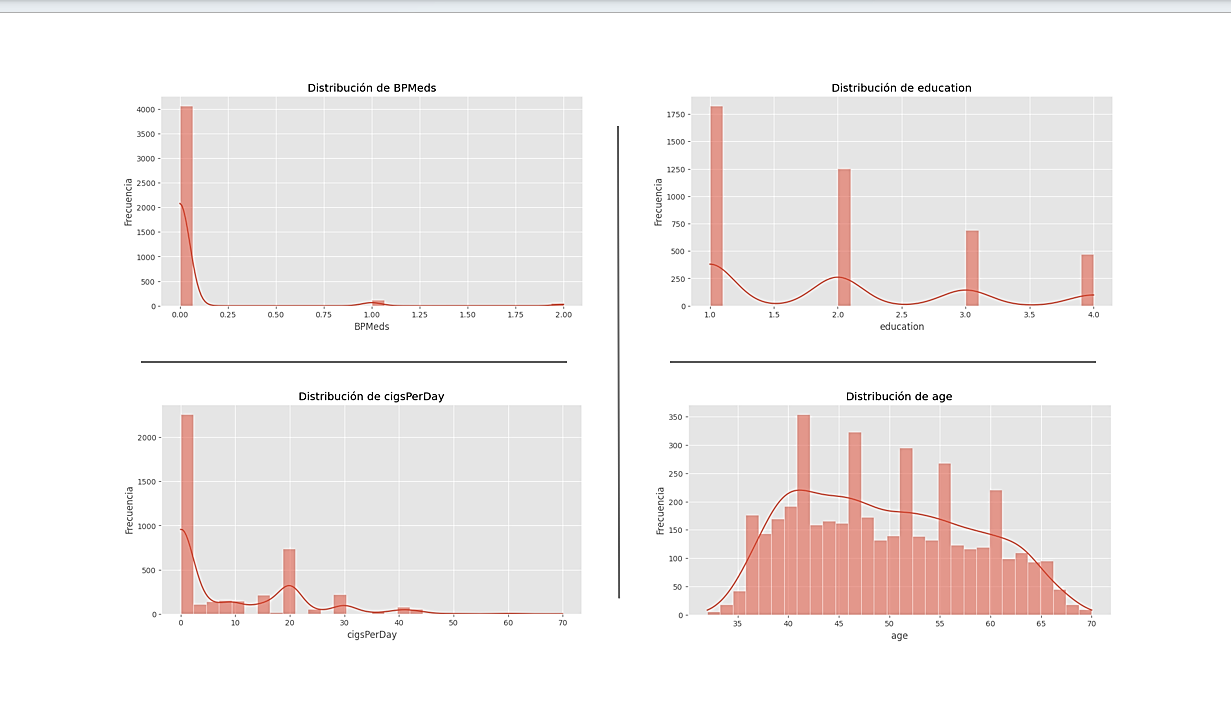 Distribución de BPMeds
4000
3500
3000
2500
2000
1500
1000
500
0
Frecuencia
0.00 0.25 0.50 0.75 1.00 1.25 1.50 1.75 2.00
BPMeds
Distribución de education
1750
1500
1250
1000
750
500
250
0
Frecuencia
1.0 1.5 2.0 2.5 3.0 3.5 4.0
education
Distribución de cigsPerDay
2000
1500
1000
500
0
Frecuencia
0 10 20 30 40 50 60 70
cigsPerDay
Distribución de age
350
300
250
200
150
100
50
0
Frecuencia
35 40 45 50 55 60 65 70
age